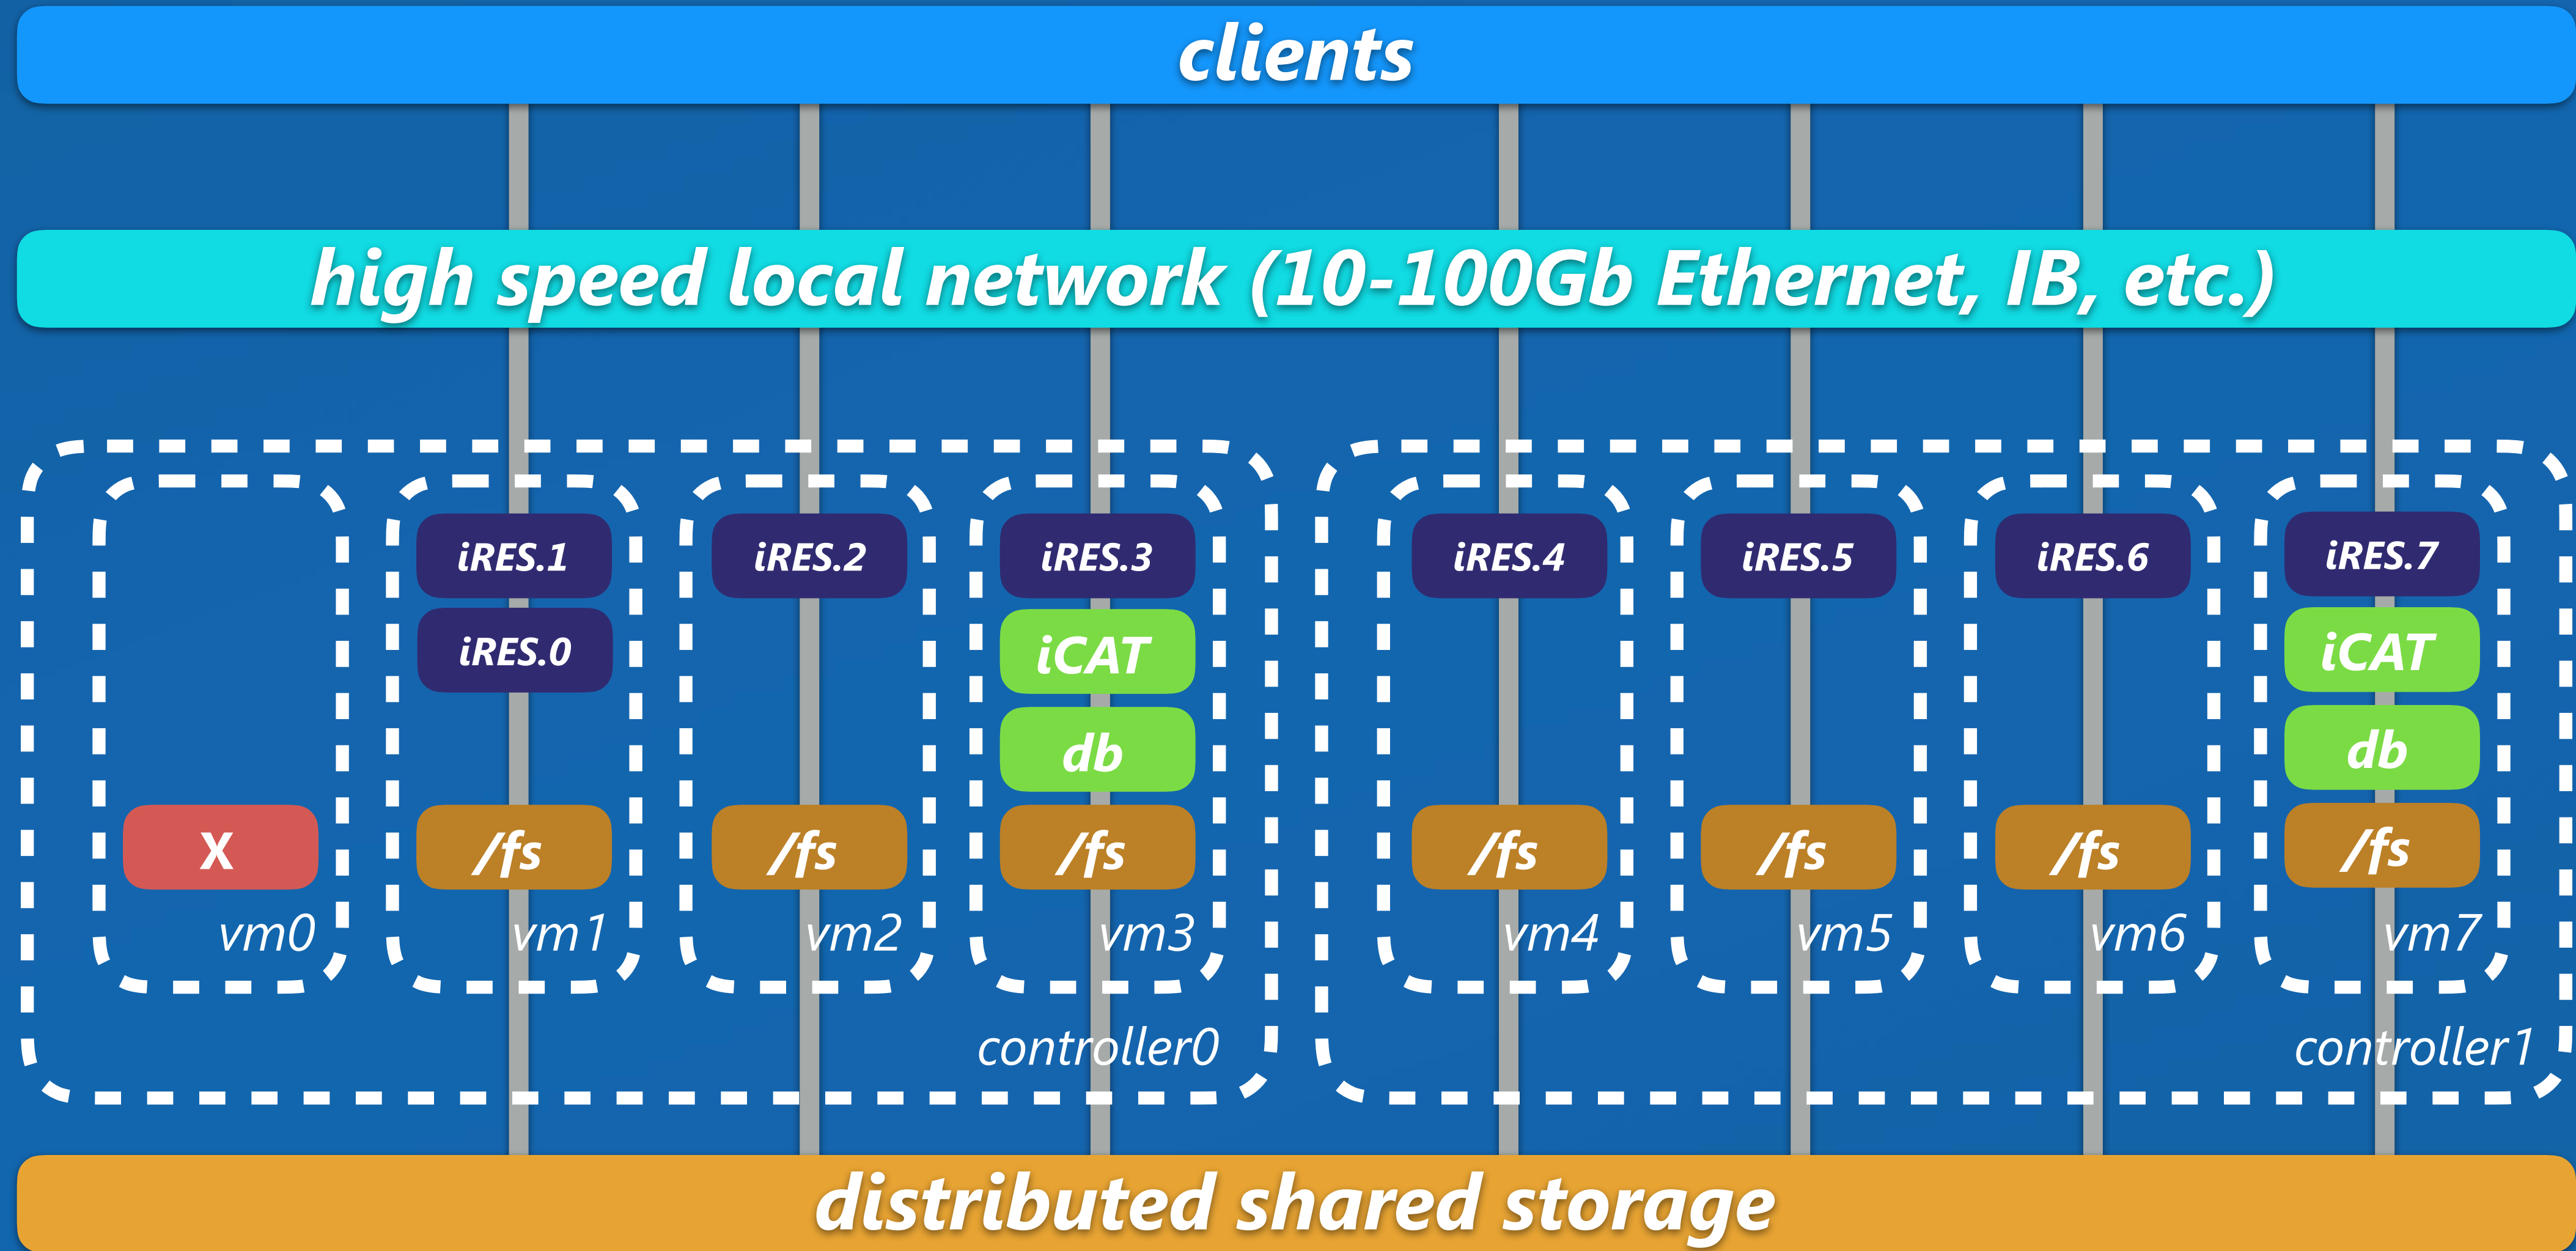 clients
high speed local network (10-100Gb Ethernet, IB, etc.)
iRES.1
iRES.2
iRES.3
iRES.4
iRES.5
iRES.6
iRES.7
iRES.0
iCAT
iCAT
db
db
X
/fs
/fs
/fs
/fs
/fs
/fs
/fs
vm0
vm1
vm2
vm3
vm4
vm5
vm6
vm7
controller0
controller1
distributed shared storage